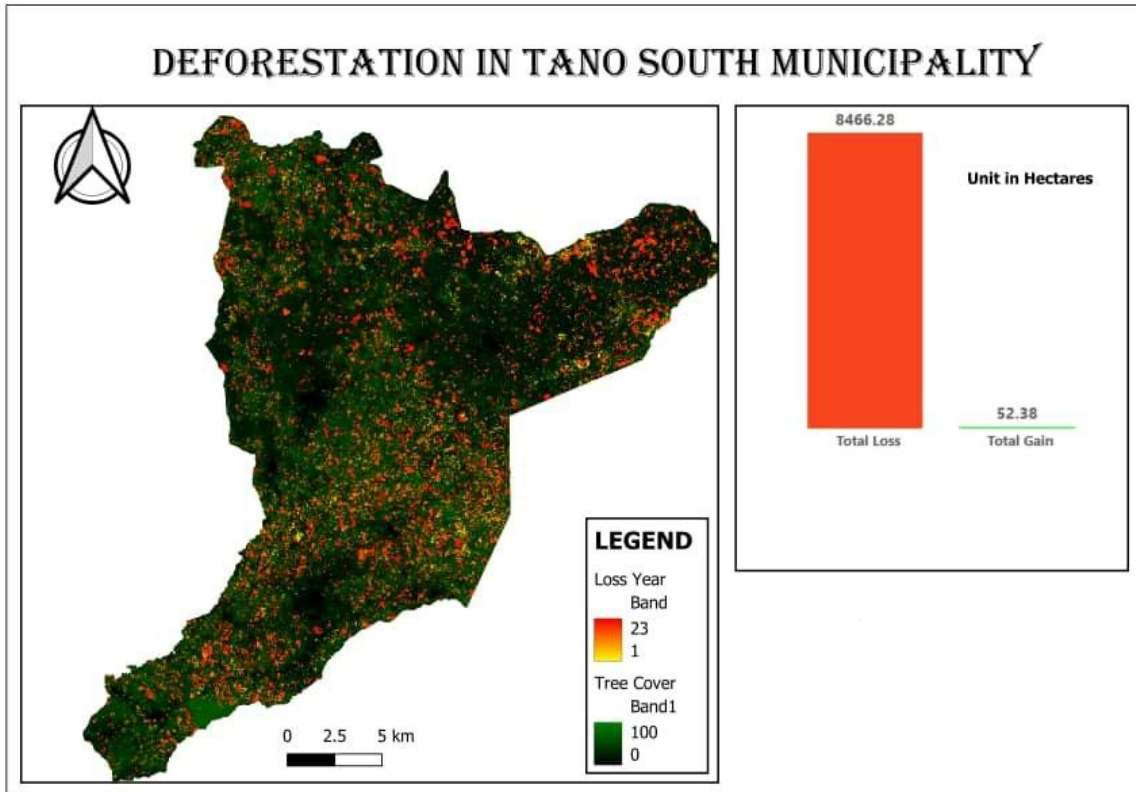 DEFORESTATION IN TANO SOUTH MUNICIPALITY
8466.28
Unit in Hectares
52.38
Total Loss
Total Gain
LEGEND
Loss Year
Band
23
1
Tree Cover
Band1
100
0
0 2.5 5 km